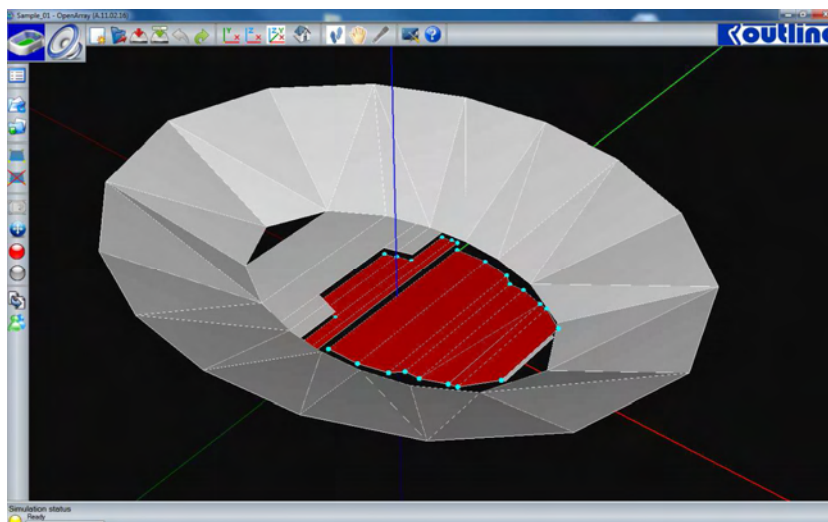 Sample_01 - OpenArray (A.11.02.16)
outline
Simulation status
Ready